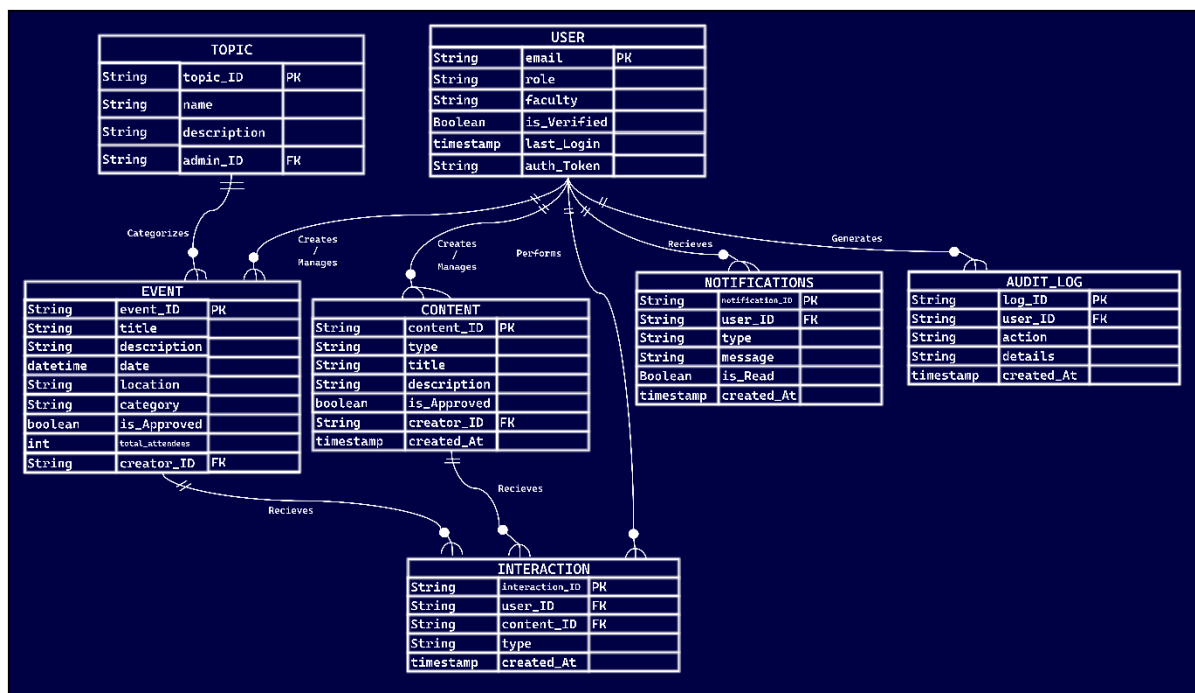 TOPIC
String topic_ID PK
String name
String description
String admin_ID FK
USER
String email PK
String role
String faculty
Boolean is_Verified
timestamp last_Login
String auth_Token
Categorizes
Creates
/
Manages
Creates
/
Manages
Performs
Recieves
Generates
EVENT
String event_ID PK
String title
String description
datetime date
String location
String category
boolean is_Approved
int total_attendees
String creator_ID FK
CONTENT
String content_ID PK
String type
String title
String description
boolean is_Approved
String creator_ID FK
timestamp created_At
NOTIFICATIONS
String notification_ID PK
String user_ID FK
String type
String message
Boolean is_Read
timestamp created_At
AUDIT_LOG
String log_ID PK
String user_ID FK
String action
String details
timestamp created_At
Recieves
Recieves
INTERACTION
String interaction_ID PK
String user_ID FK
String content_ID FK
String type
timestamp created_At